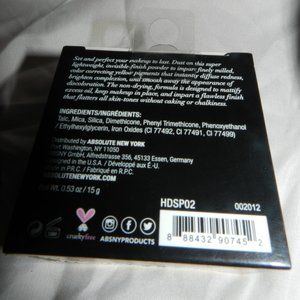 Set and perfect your makeup to last. Dust on this super
lightweight, invisible-finish powder to impart finely milled,
color correcting yellow pigments that instantly diffuse redness,
brighten complexion, and smooth away the appearance of
discoloration. The non-drying, formula is designed to mattify
excess oil, keep makeup in place, and impart a flawless finish
that flatters all skin-tones without caking or chalkiness.
INGREDIENTS/INGRÉDIENTS:
Talc, Mica, Silica, Dimethicone, Phenyl Trimethicone, Phenoxyethanol
/ Ethylhexylglycerin, Iron Oxides (CI 77492, CI 77491, CI 77499)
Distributed by
ABSOLUTE NEW YORK
Port Washington, NY 11050
ABNY GmbH, Alfredstrasse 356, 45133 Essen, Germany
Designed in the U.S.A / Développé aux É.U.
Made in P.R.C. / Fabriqué en R.P.C.
Net Wt. 0.53 oz / 15 g
ABSOLUTENEWYORK.COM
HDSP02
002012
crueltyfree
ABSNYPRODUCTS
8 88432 90745 2